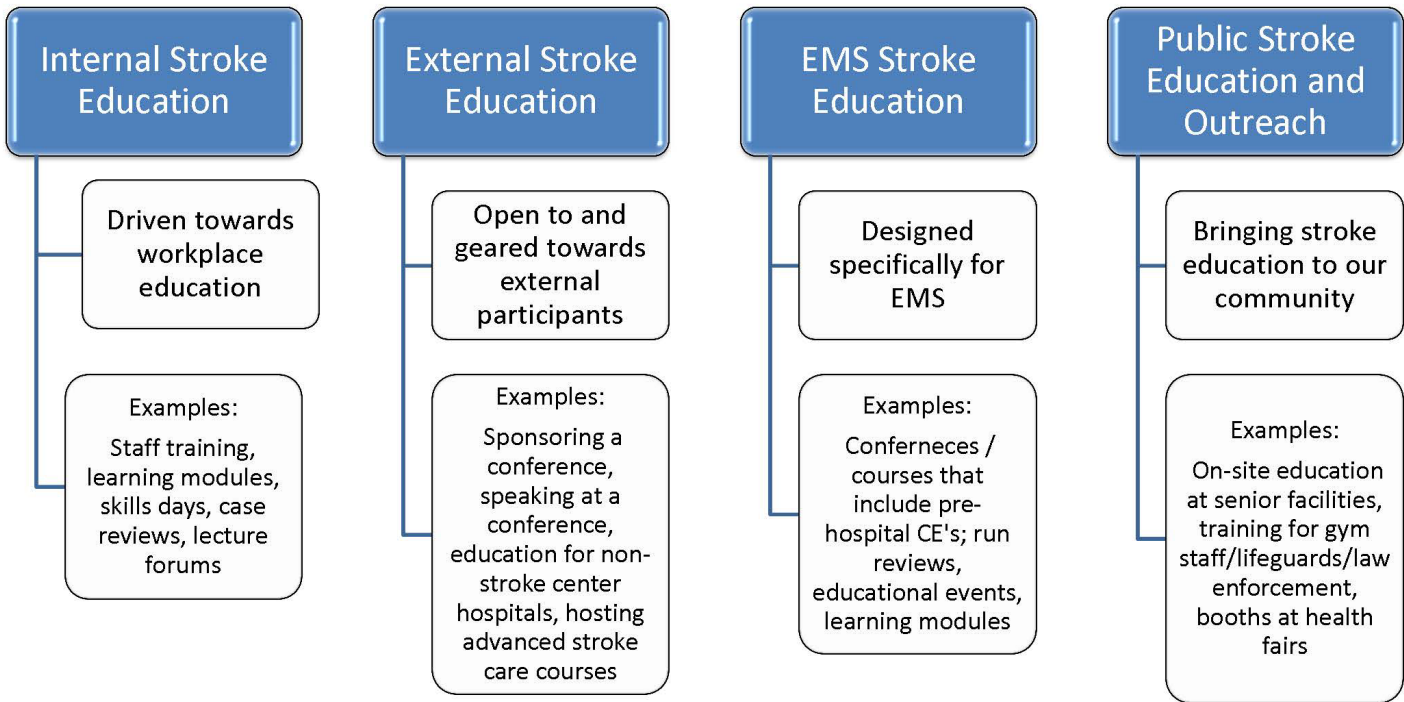 Internal Stroke
Education
Driven towards
workplace
education
Examples:
Staff training,
learning modules,
skills days, case
reviews, lecture
forums
External Stroke
Education
Open to and
geared towards
external
participants
Examples:
Sponsoring a
conference,
speaking at a
conference,
education for non-
stroke center
hospitals, hosting
advanced stroke
care courses
EMS Stroke
Education
Designed
specifically for
EMS
Examples:
Conferneces /
courses that
include pre-
hospital CE's; run
reviews,
educational events,
learning modules
Public Stroke
Education and
Outreach
Bringing stroke
education to our
community
Examples:
On-site education
at senior facilities,
training for gym
staff/lifeguards/law
enforcement,
booths at health
fairs